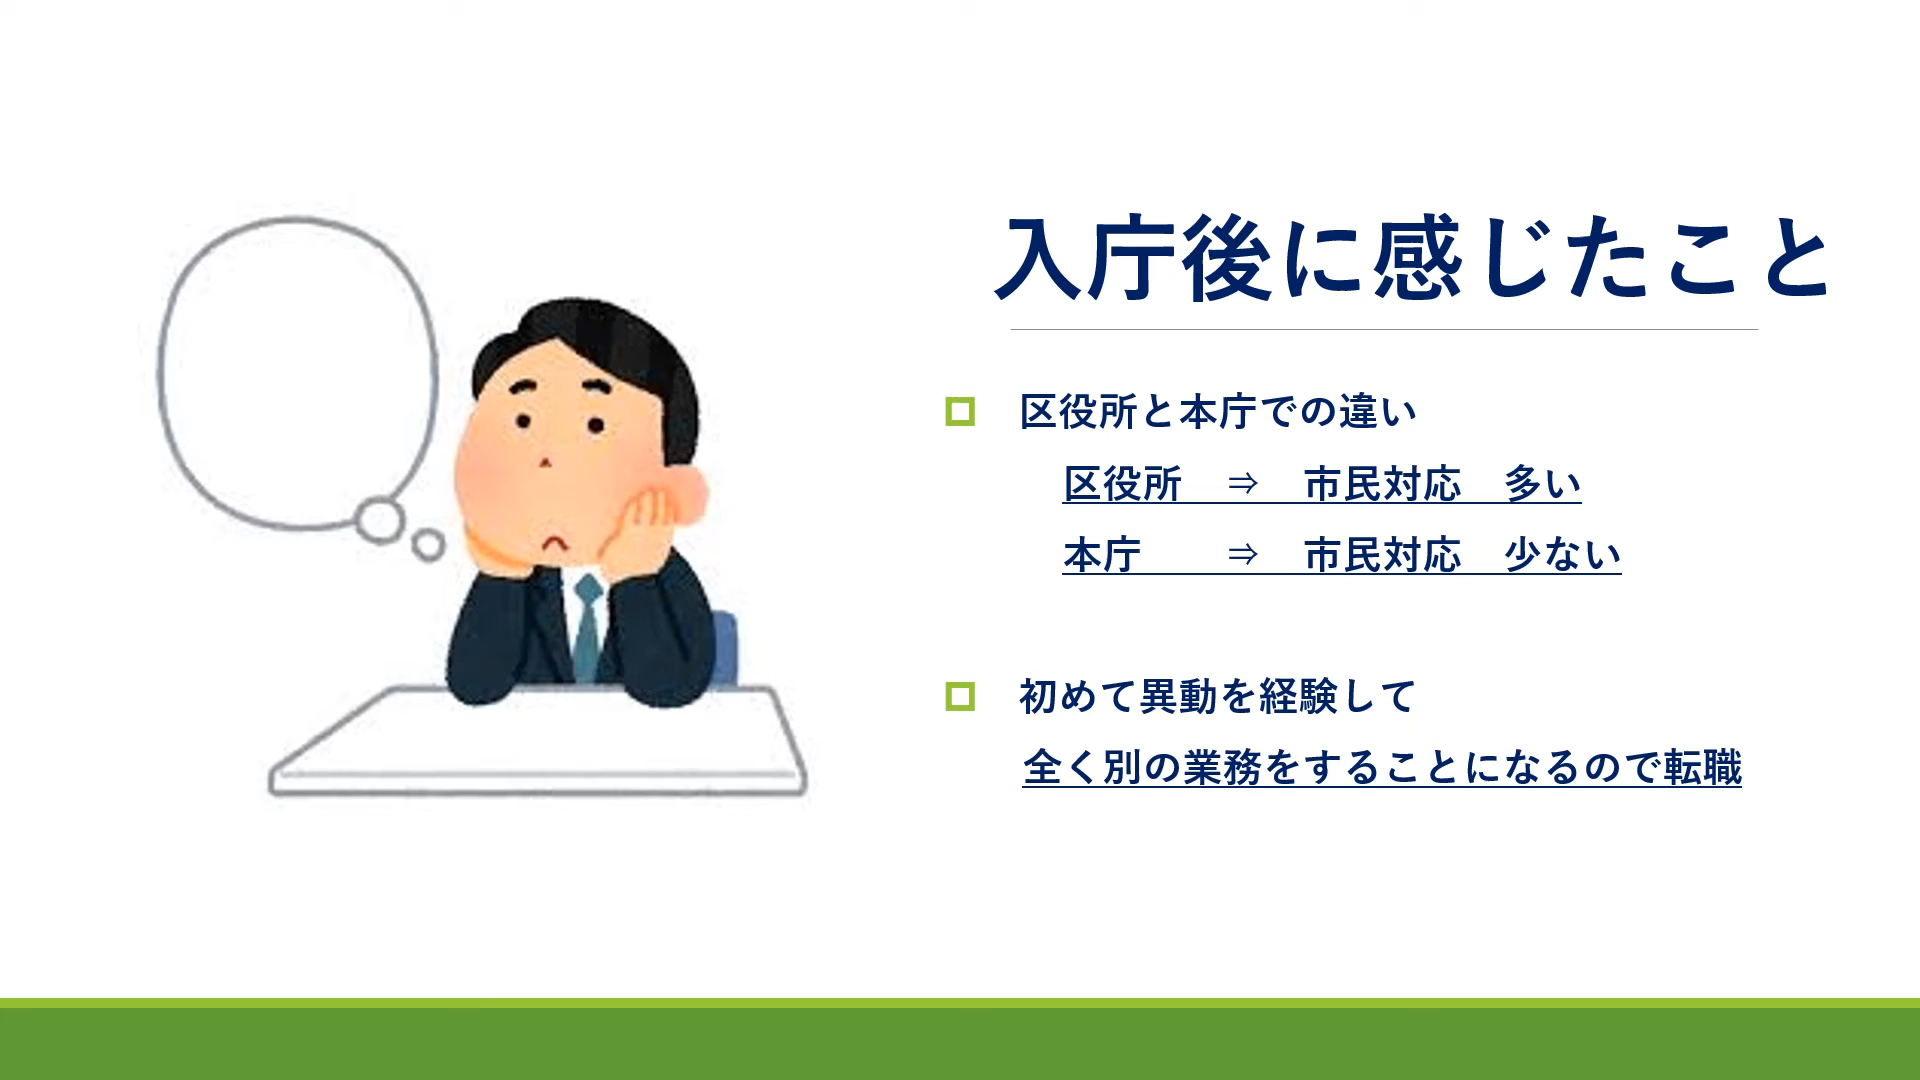 入庁後に感じたこと
区役所と本庁での違い
区役所　⇒　市民対応　多い
本庁　　⇒　市民対応　少ない
初めて異動を経験して
全く別の業務をすることになるので転職